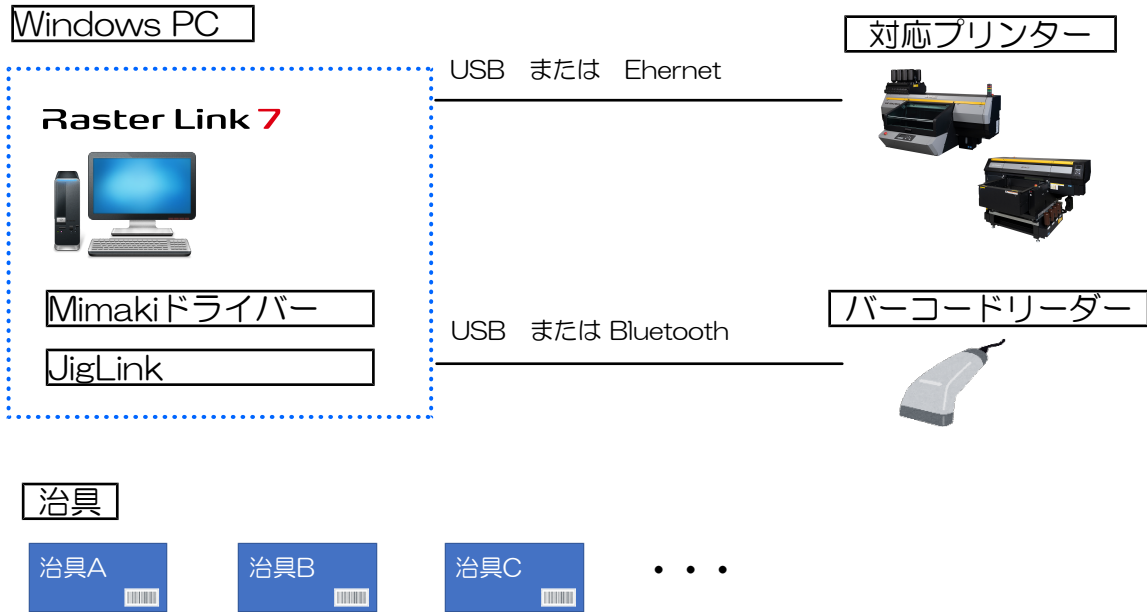 Windows PC
対応プリンター
USB または Ehernet
Raster Link 7
Mimakiドライバー
バーコードリーダー
USB または Bluetooth
JigLink
治具
治具A
治具B
治具C
・・・